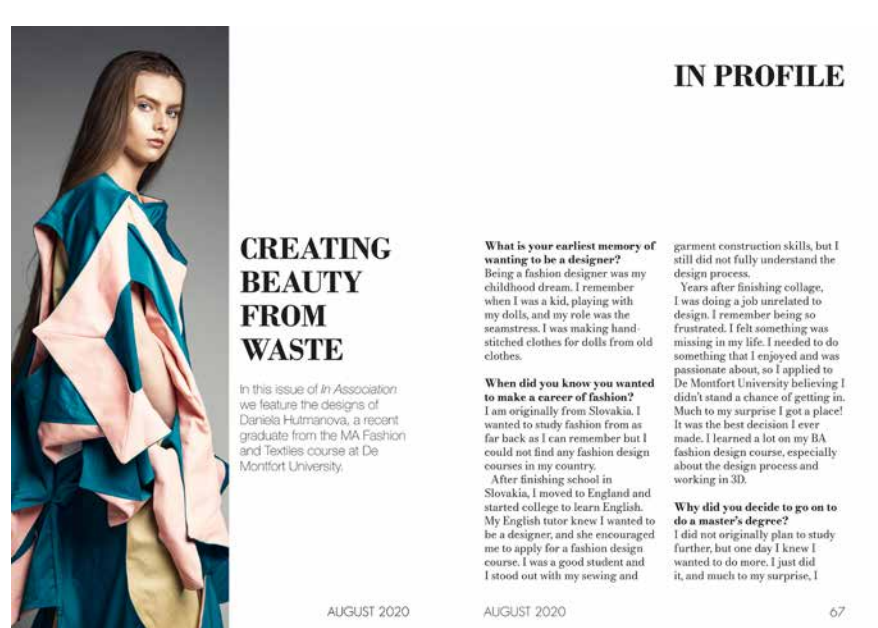 IN PROFILE
CREATING
BEAUTY
FROM
WASTE
In this issue of In Association
we feature the designs of
Daniela Hutmanova, a recent
graduate from the MA Fashion
and Textiles course at De
Montfort University.
AUGUST 2020
What is your earliest memory of
wanting to be a designer?
Being a fashion designer was my
childhood dream. I remember
when I was a kid, playing with
my dolls, and my role was the
seamstress. I was making hand-
stitched clothes for dolls from old
clothes.
When did you know you wanted
to make a career of fashion?
I am originally from Slovakia. I
wanted to study fashion from as
far back as I can remember but I
could not find any fashion design
courses in my country.
After finishing school in
Slovakia, I moved to England and
started college to learn English.
My English tutor knew I wanted to
be a designer, and she encouraged
me to apply for a fashion design
course. I was a good student and
I stood out with my sewing and
garment construction skills, but I
still did not fully understand the
design process.
Years after finishing collage,
I was doing a job unrelated to
design. I remember being so
frustrated. I felt something was
missing in my life. I needed to do
something that I enjoyed and was
passionate about, so I applied to
De Montfort University believing I
didn't stand a chance of getting in.
Much to my surprise I got a place!
It was the best decision I ever
made. I learned a lot on my BA
fashion design course, especially
about the design process and
working in 3D.
Why did you decide to go on to
do a master's degree?
I did not originally plan to study
further, but one day I knew I
wanted to do more. I just did
it, and much to my surprise, I
AUGUST 2020
67